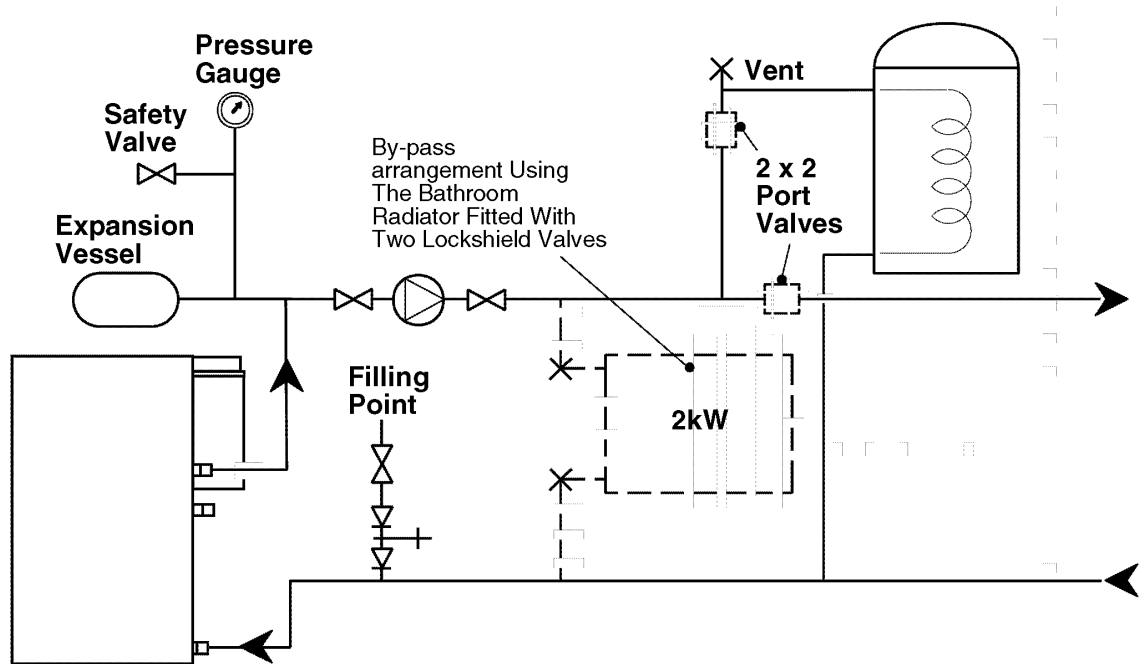 Pressure
Gauge
Safety
Valve
Vent
By-pass
arrangement Using
The Bathroom
Radiator Fitted With
Two Lockshield Valves
2 x 2
Port
Valves
Expansion
Vessel
Filling
Point
2kW